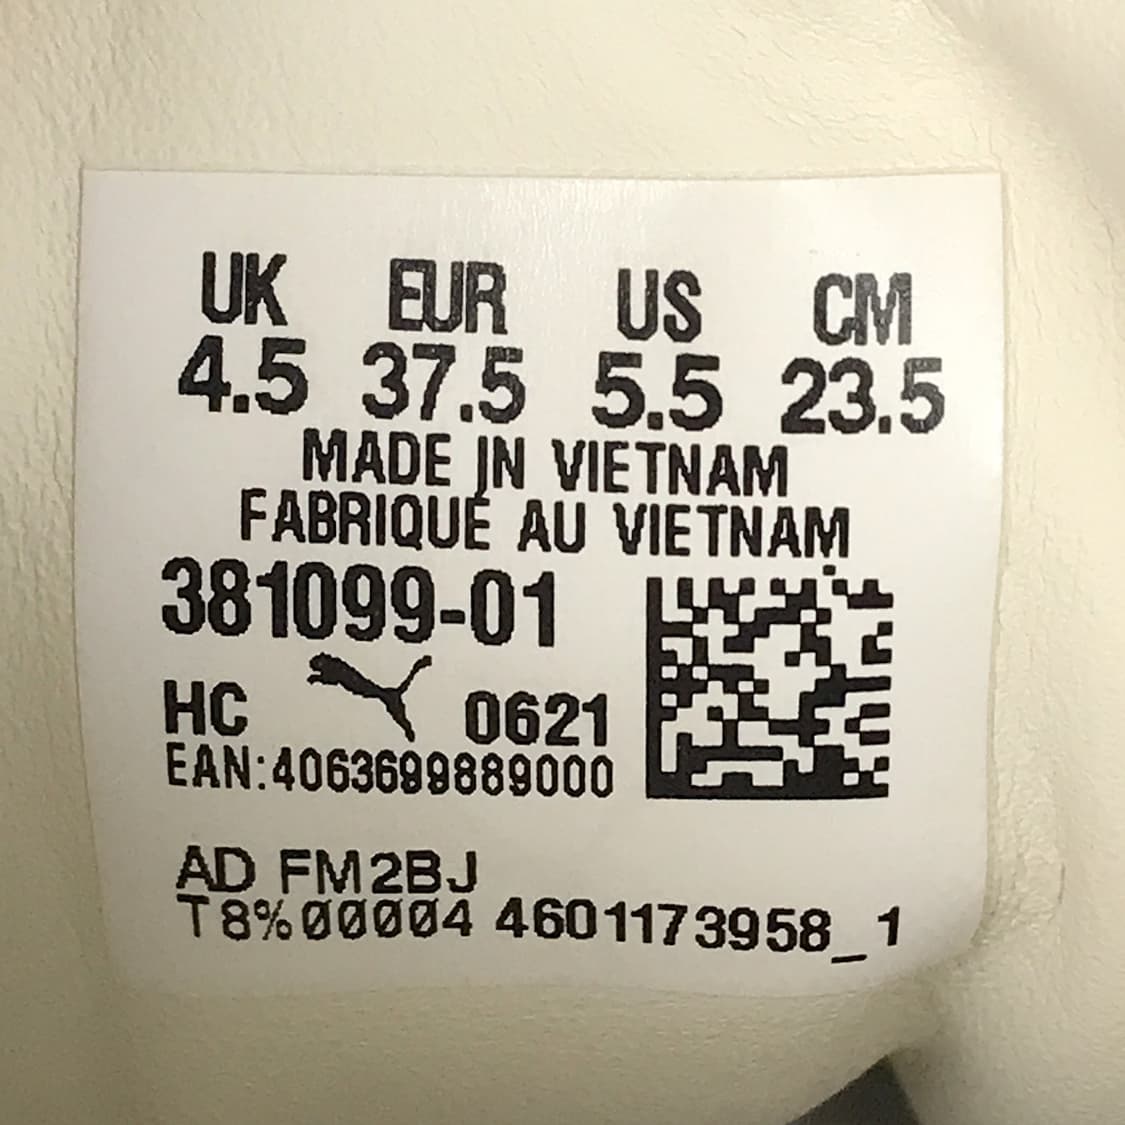 UK EUR US CM
4.5 37.5 5.5 23.5
MADE IN VIETNAM
FABRIQUÉ AU VIETNAM
381099-01
HC 0621
EAN:4063699889000
AD FM2BJ
T8%00004 4601173958_1